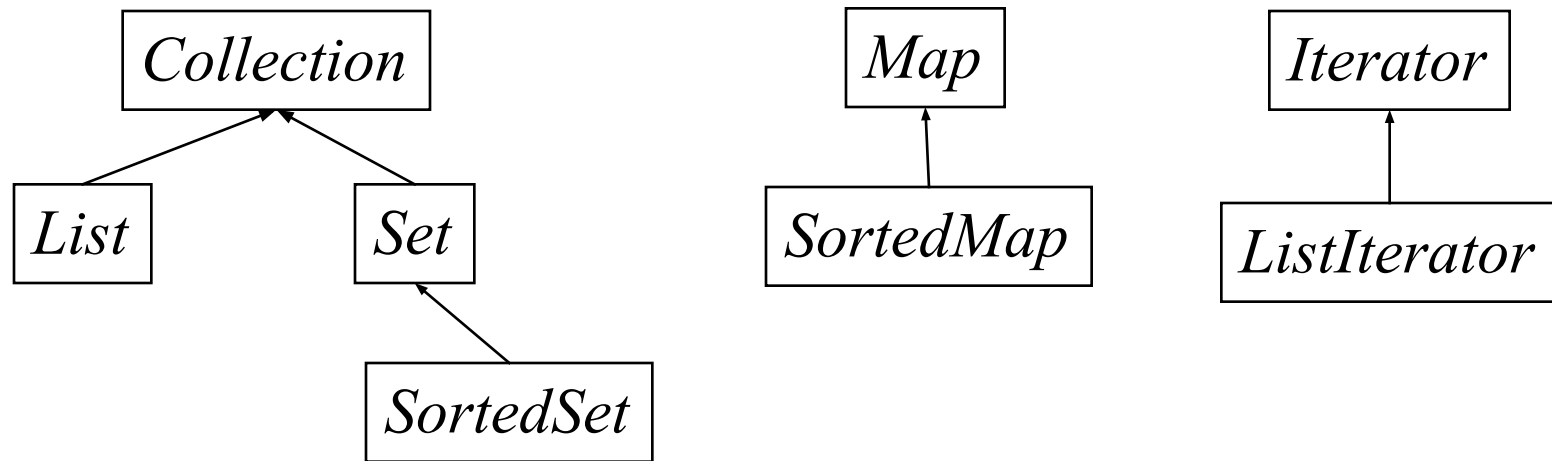 Collection
Map
Iterator
List
Set
SortedMap
ListIterator
SortedSet